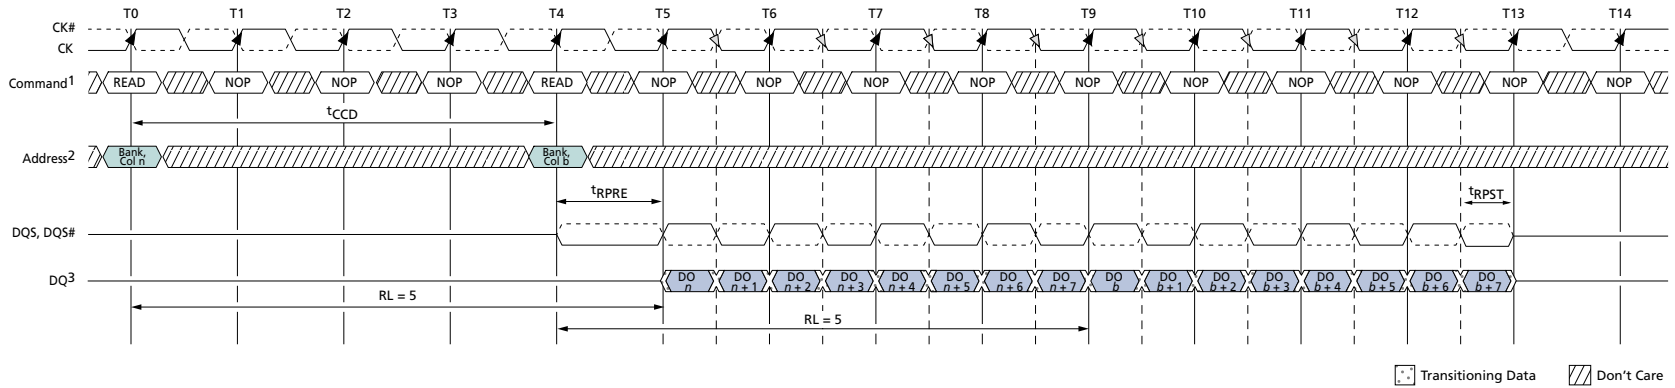 T0 T1 T2 T3 T4 T5 T6 T7 T8 T9 T10 T11 T12 T13 T14
CK#
CK
Command1 READ NOP NOP NOP READ NOP NOP NOP NOP NOP NOP NOP NOP NOP NOP
tCCD
Address2 Bank, Col n Bank, Col b
tRPRE tRPST
DQS, DQS#
DQ3 DO n DO n + 1 DO n + 2 DO n + 3 DO n + 4 DO n + 5 DO n + 6 DO n + 7 DO b DO b + 1 DO b + 2 DO b + 3 DO b + 4 DO b + 5 DO b + 6 DO b + 7
RL = 5
RL = 5
Transitioning Data Don't Care